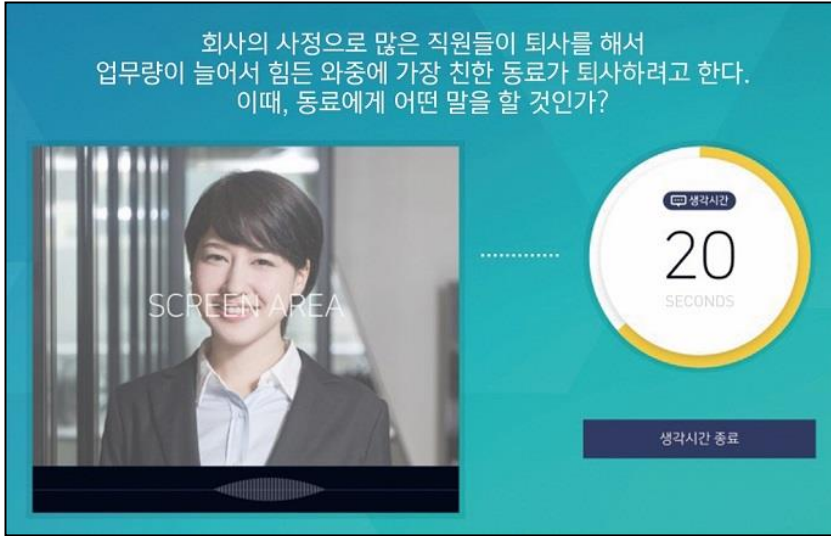 회사의 사정으로 많은 직원들이 퇴사를 해서
업무량이 늘어서 힘든 와중에 가장 친한 동료가 퇴사하려고 한다.
이때, 동료에게 어떤 말을 할 것인가?
생각시간
20
SCREEN AREA
SECONDS
생각시간 종료